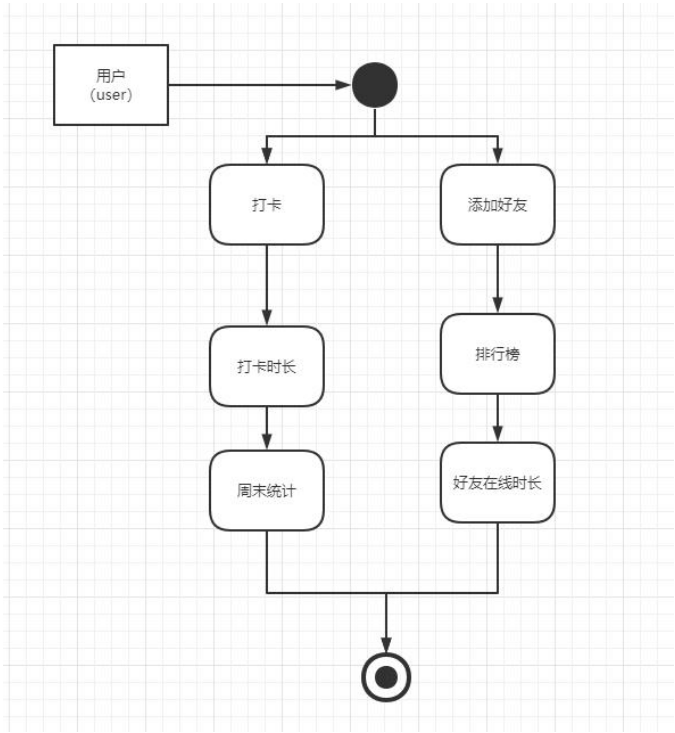 用户
（user）
打卡
添加好友
打卡时长
排行榜
周末统计
好友在线时长